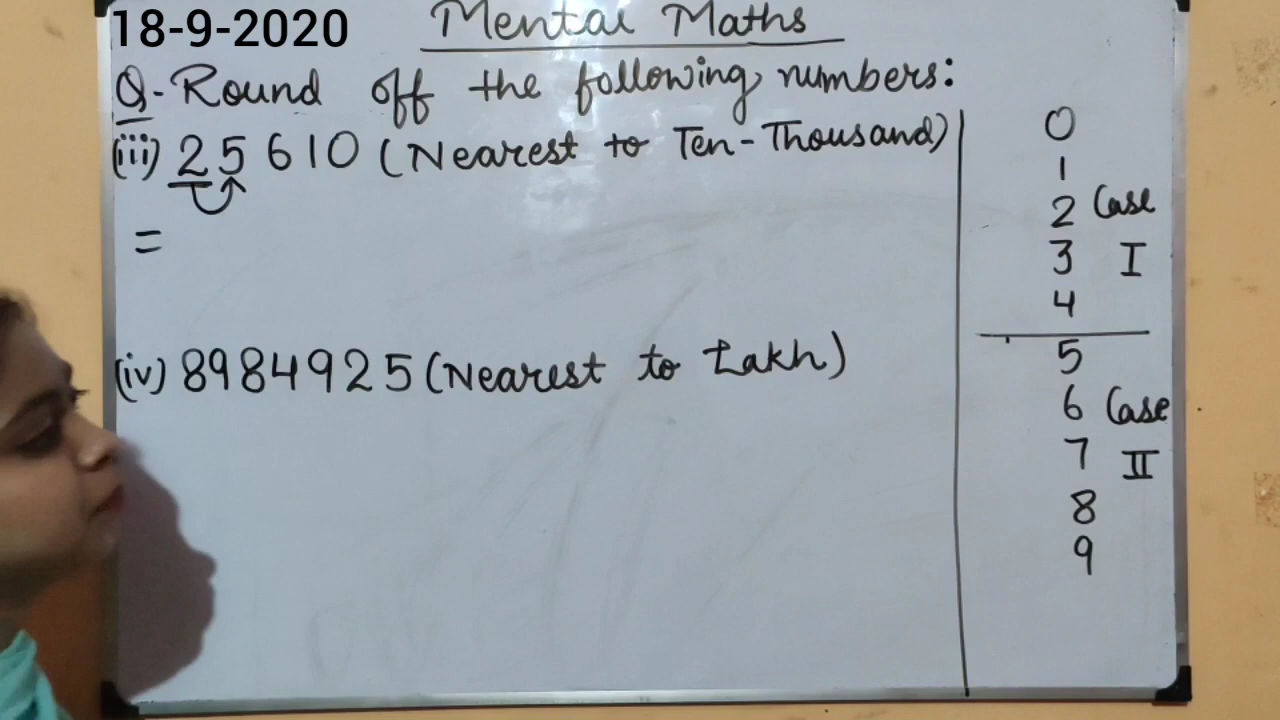 18-9-2020
Mental Maths
Q- Round off the following numbers:
(iii) 25610 (Nearest to Ten-Thousand)
=
(iv) 8984925 (Nearest to Lakh)
0
1
2 Case
3 I
4
5
6 Case
7 II
8
9